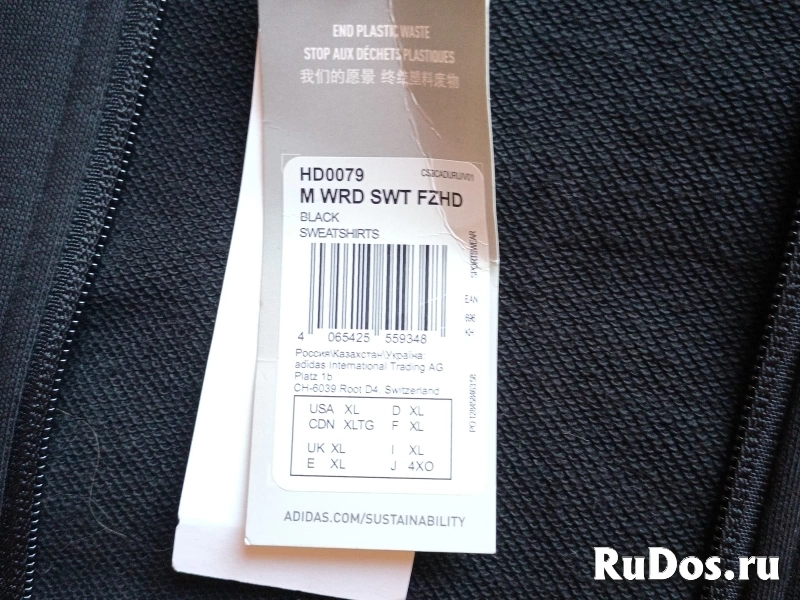 END PLASTIC WASTE
STOP AUX DÉCHETS PLASTIQUES
我们的愿景 终结塑料废物
HD0079
CS3CAOURUIV01
M WRD SWT FZHD
BLACK
SWEATSHIRTS
SPORTSWEAR
EAN
4 065425 559348
Россия\Казахстан\Україна:
adidas International Trading AG
Platz 1b
CH-6039 Root D4, Switzerland
USA XL D XL
CDN XLTG F XL
UK XL I XL
E XL J 4XO
ADIDAS.COM/SUSTAINABILITY
RuDos.ru